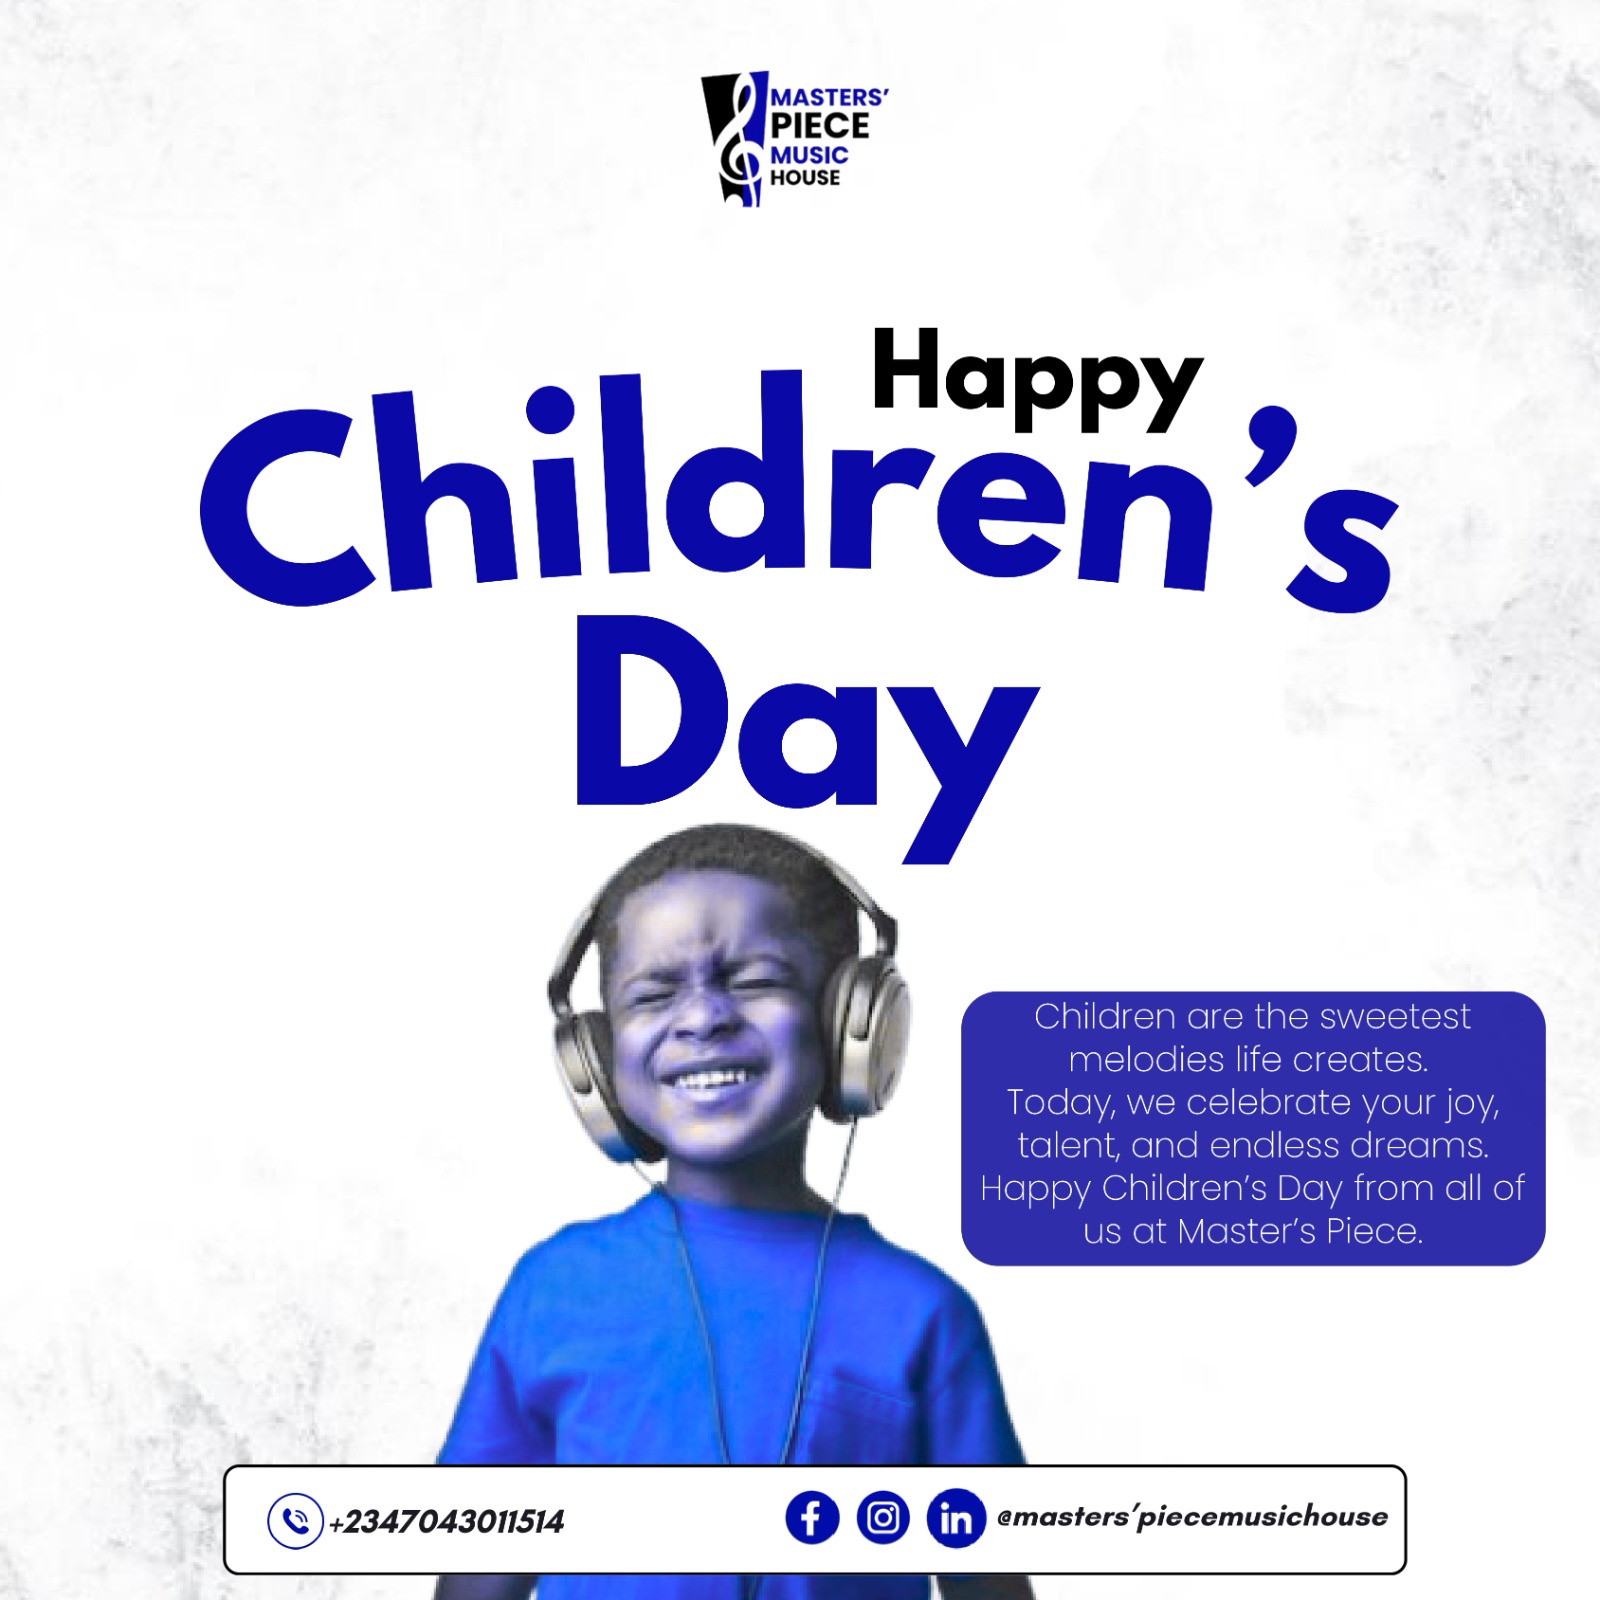 MASTERS’
PIECE
MUSIC
HOUSE
Happy
Children’s
Day
Children are the sweetest
melodies life creates.
Today, we celebrate your joy,
talent, and endless dreams.
Happy Children’s Day from all of
us at Master’s Piece.
+2347043011514
@masters’piecemusichouse